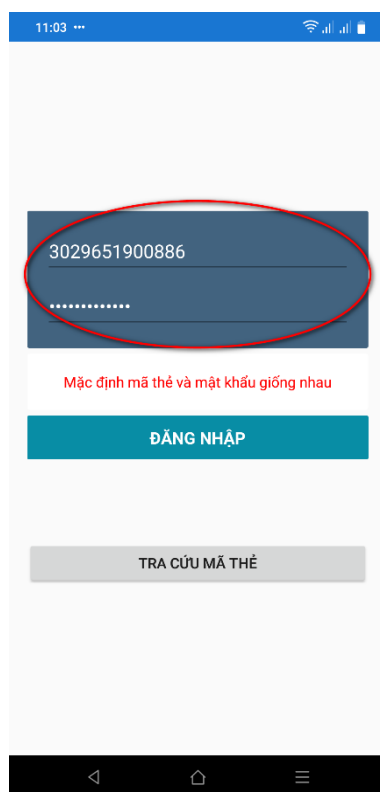 11:03 ···
3029651900886
·············
Mặc định mã thẻ và mật khẩu giống nhau
ĐĂNG NHẬP
TRA CỨU MÃ THẺ